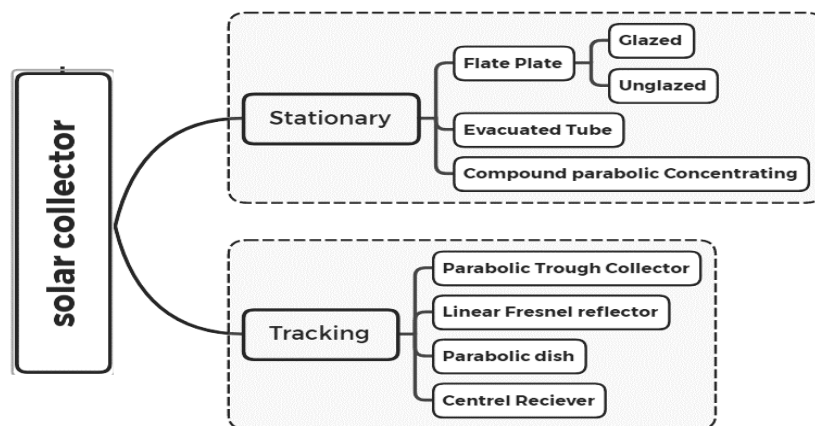 solar collector
Stationary
Flate Plate
Glazed
Unglazed
Evacuated Tube
Compound parabolic Concentrating
Tracking
Parabolic Trough Collector
Linear Fresnel reflector
Parabolic dish
Centrel Reciever